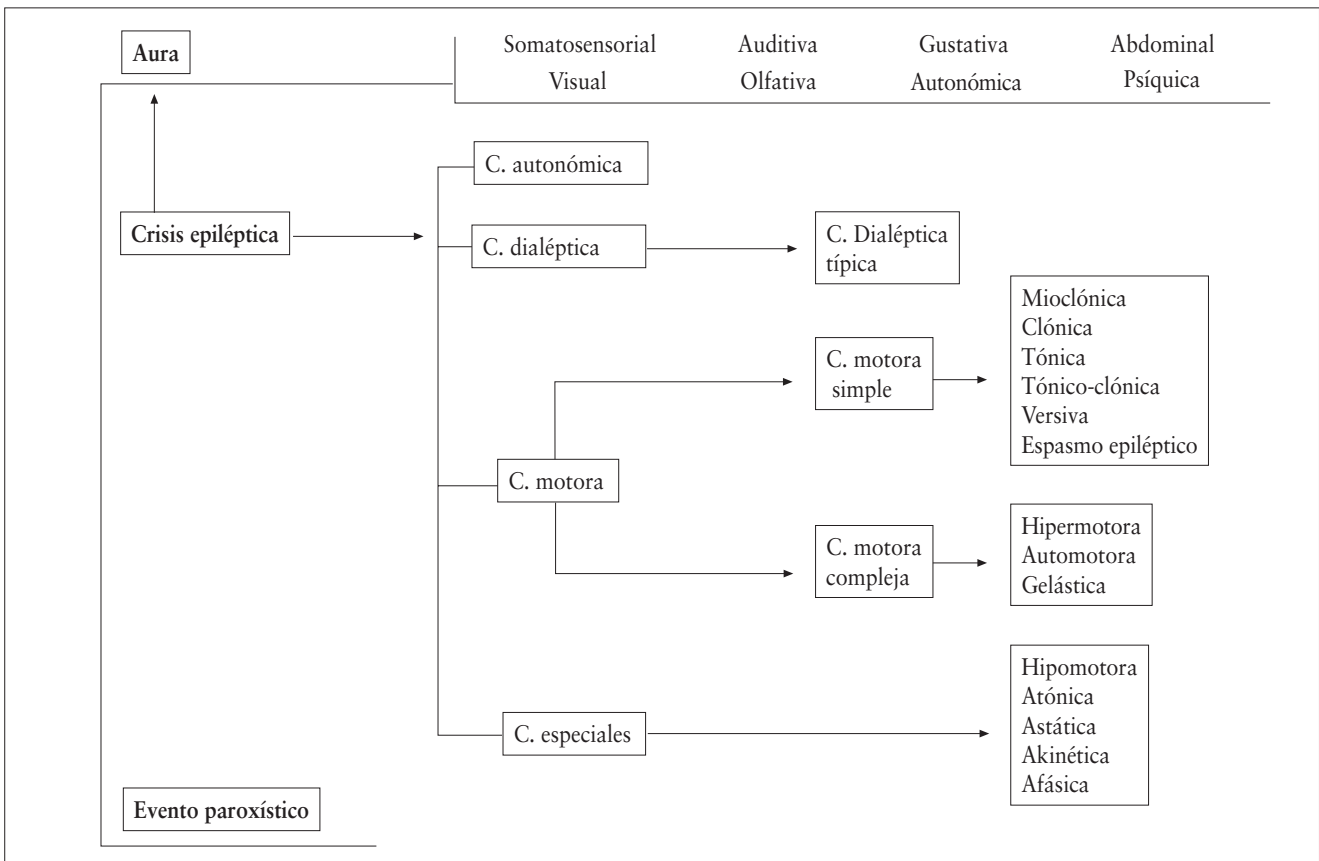 Aura
Somatosensorial Auditiva Gustativa Abdominal
Visual Olfativa Autonómica Psíquica
C. autonómica
Crisis epiléptica
C. dialéptica
C. Dialéptica
típica
C. motora
C. motora
simple
Mioclónica
Clónica
Tónica
Tónico-clónica
Versiva
Espasmo epiléptico
C. motora
compleja
Hipermotora
Automotora
Gelástica
C. especiales
Hipomotora
Atónica
Astática
Akinética
Afásica
Evento paroxístico